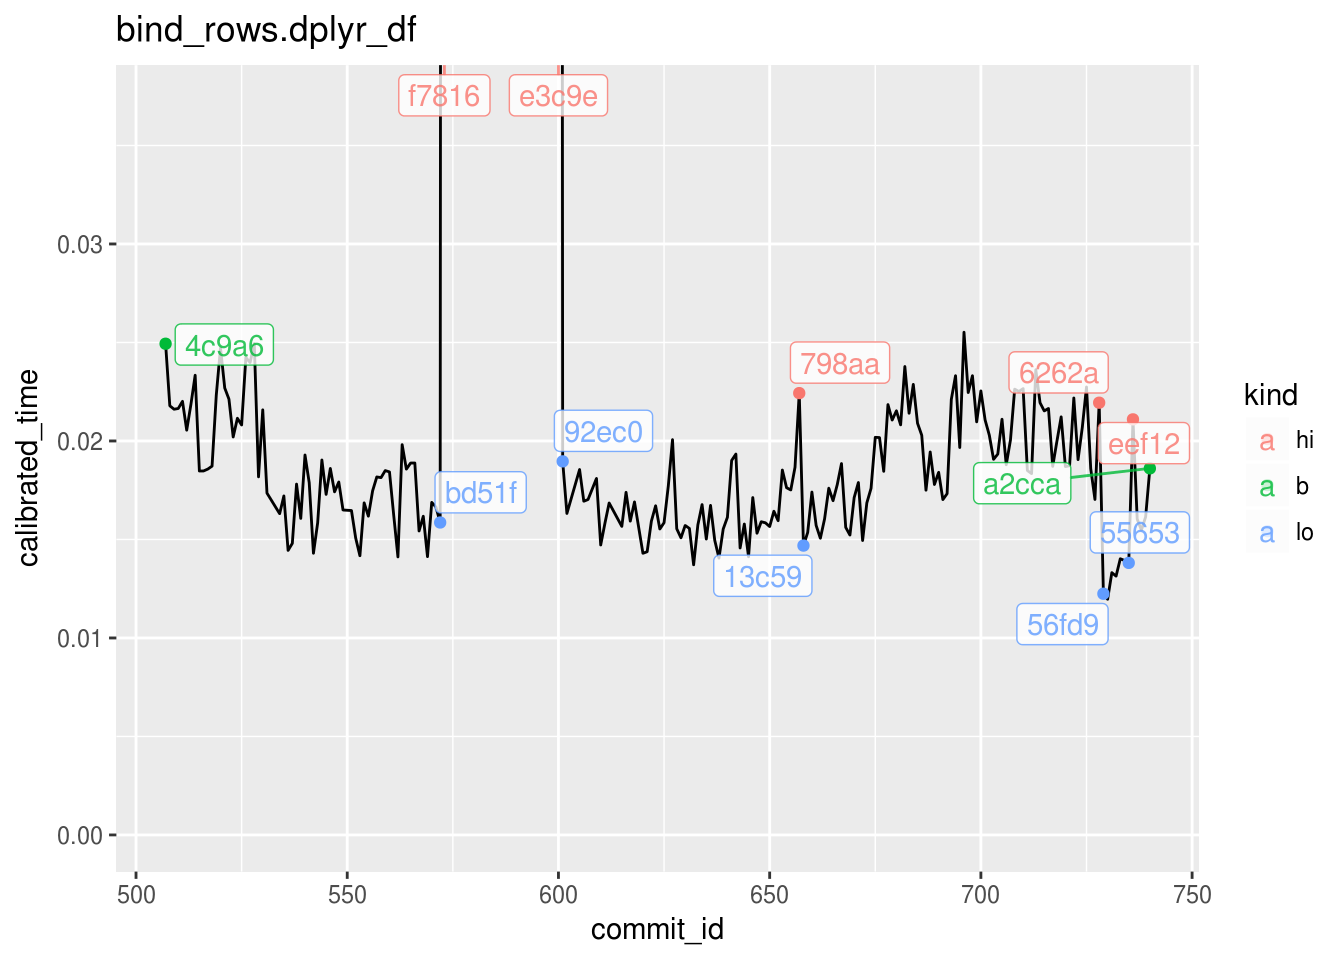 bind_rows.dplyr_df
f7816
e3c9e
0.03
4c9a6
798aa
6262a
92ec0
0.02
eef12
a2cca
bd51f
55653
13c59
56fd9
0.01
0.00
calibrated_time
500 550 600 650 700 750
commit_id
kind
a hi
a b
a lo